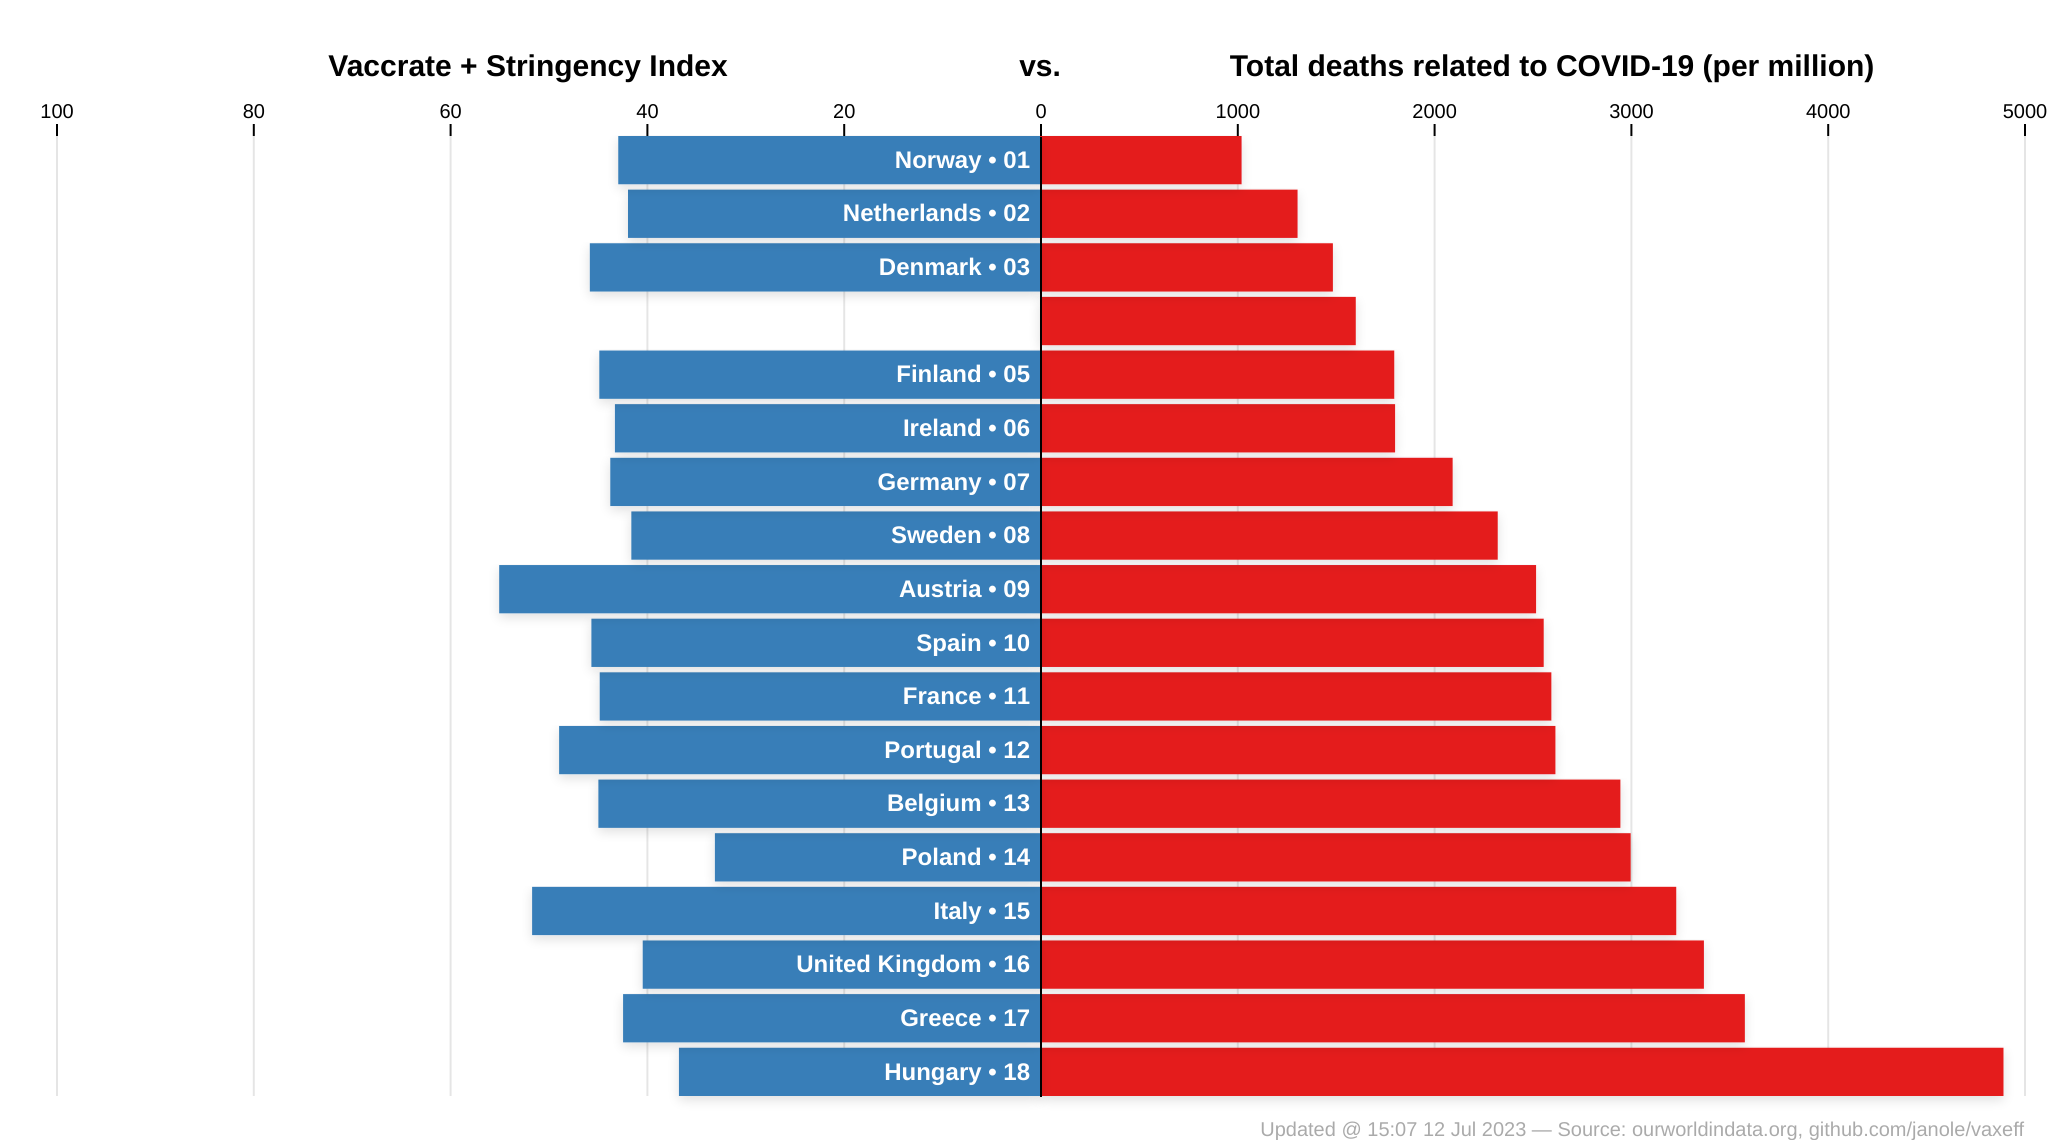 Vaccrate + Stringency Index vs. Total deaths related to COVID-19 (per million)
100 80 60 40 20 0 1000 2000 3000 4000 5000
Norway • 01
Netherlands • 02
Denmark • 03
Finland • 05
Ireland • 06
Germany • 07
Sweden • 08
Austria • 09
Spain • 10
France • 11
Portugal • 12
Belgium • 13
Poland • 14
Italy • 15
United Kingdom • 16
Greece • 17
Hungary • 18
Updated @ 15:07 12 Jul 2023 — Source: ourworldindata.org, github.com/janole/vaxeff